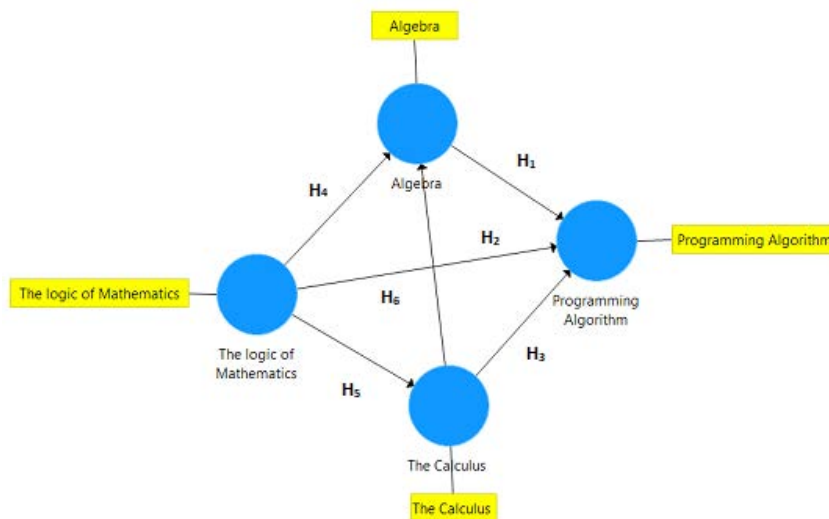 Algebra
H₁
Algebra
H₄
H₂
Programming Algorithm
The logic of Mathematics
H₆
Programming
Algorithm
The logic of
Mathematics
H₃
H₅
The Calculus
The Calculus